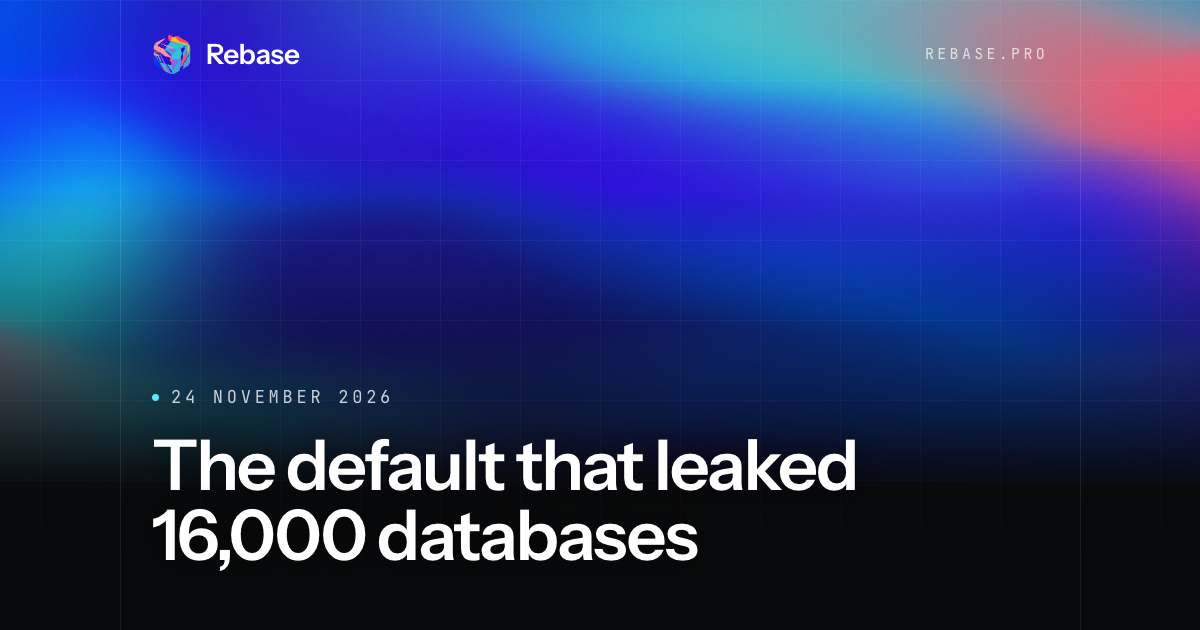 Rebase
REBASE.PRO
24 NOVEMBER 2026
The default that leaked
16,000 databases